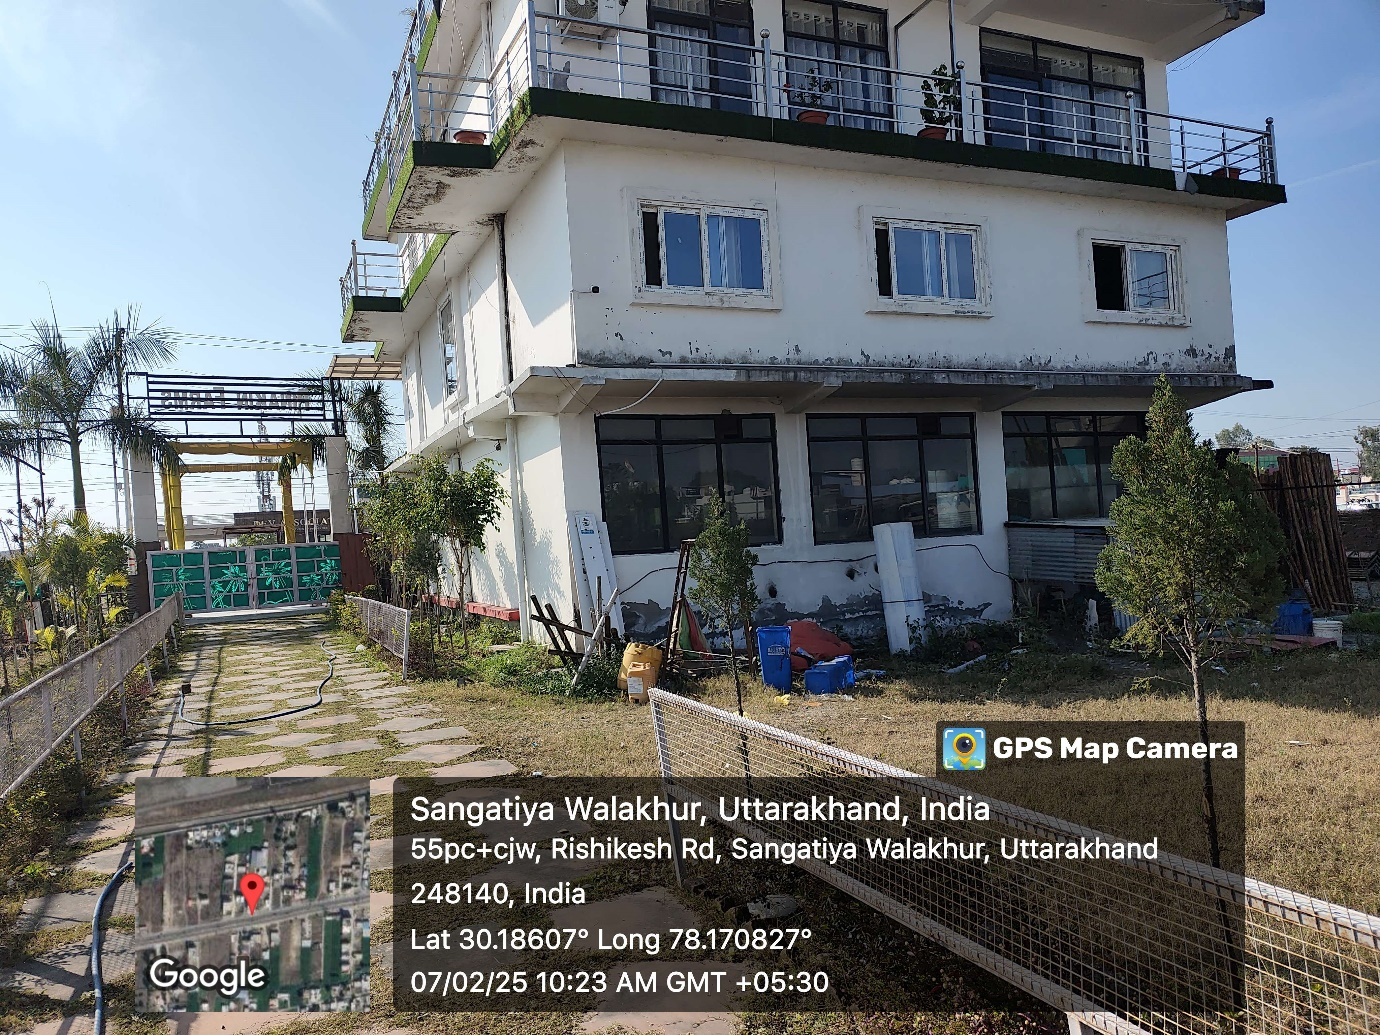 GPS Map Camera
Sangatiya Walakhur, Uttarakhand, India
55pc+cjw, Rishikesh Rd, Sangatiya Walakhur, Uttarakhand
248140, India
Lat 30.18607° Long 78.170827°
07/02/25 10:23 AM GMT +05:30
Google